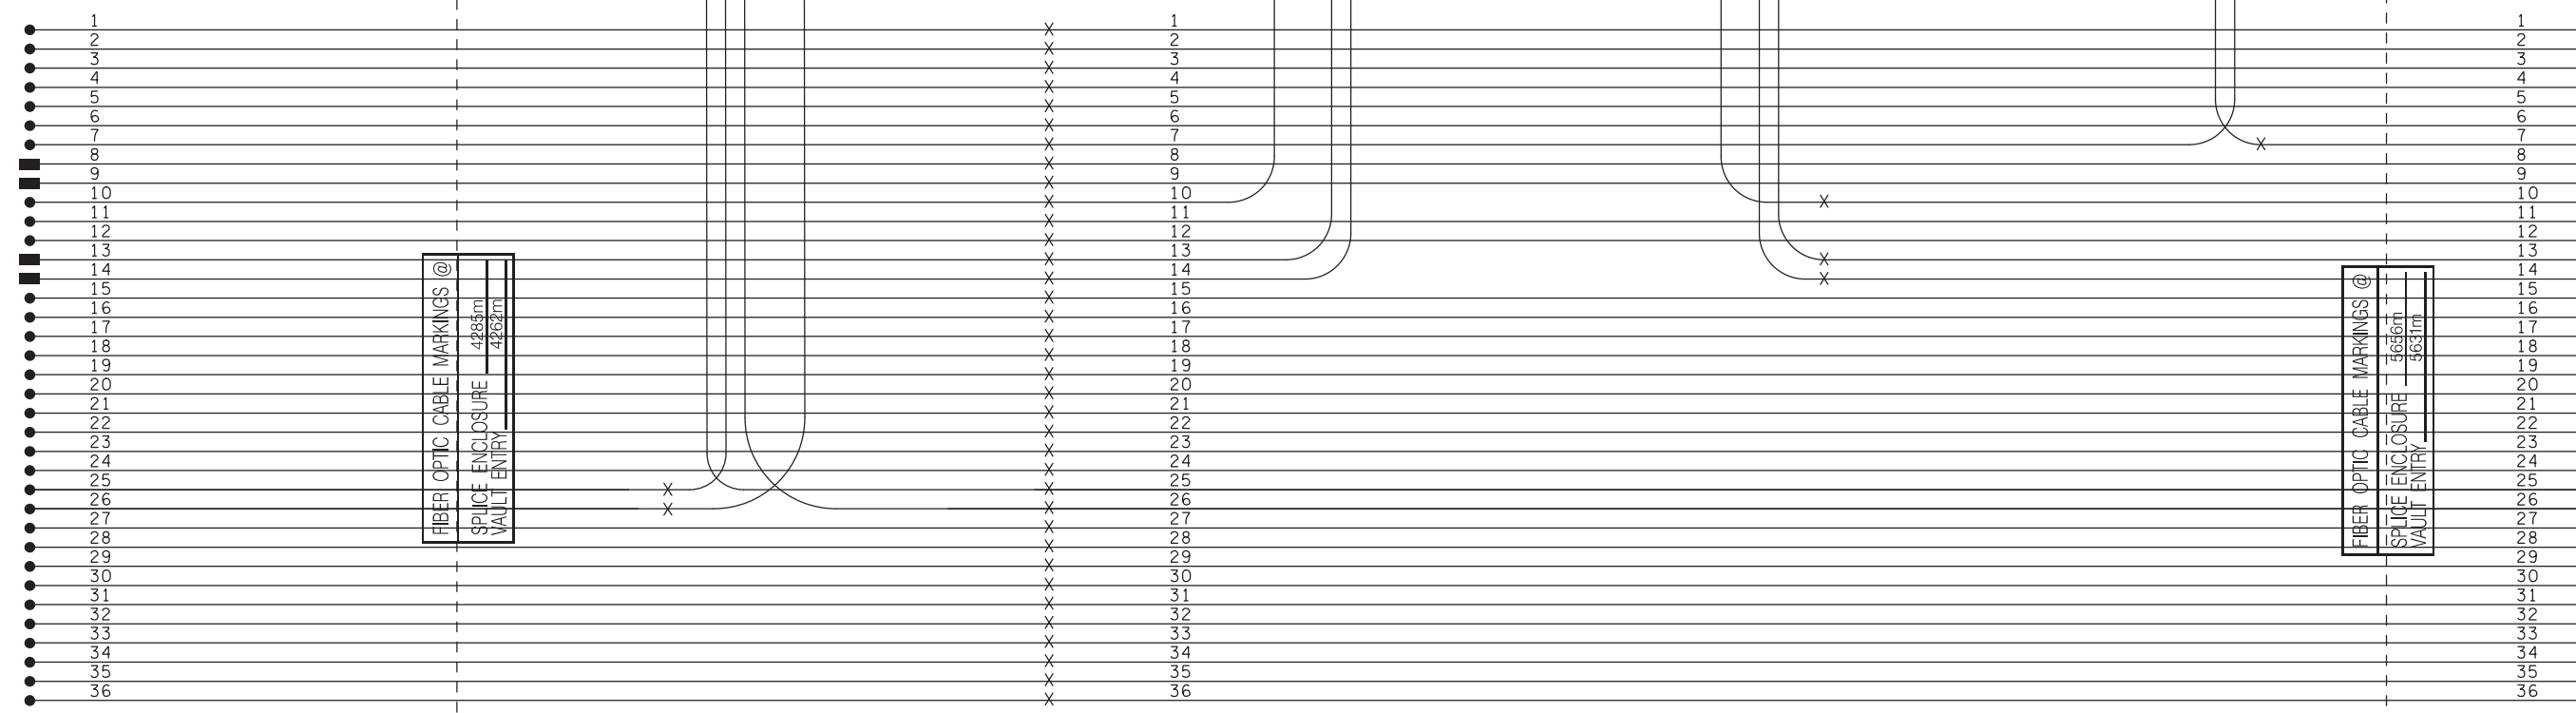 1 1 1
2 2 2
3 3 3
4 4 4
5 5 5
6 6 6
7 7 7
8 8 8
9 9 9
10 10 10
11 11 11
12 12 12
13 13 13
14 14 14
15 15 15
16 16 16
17 17 17
18 18 18
19 19 19
20 20 20
21 21 21
22 22 22
23 23 23
24 24 24
25 25 25
26 26 26
27 27 27
28 28 28
29 29 29
30 30 30
31 31 31
32 32 32
33 33 33
34 34 34
35 35 35
36 36 36
FIBER OPTIC CABLE MARKINGS @
SPLICE ENCLOSURE 4285m
VAULT ENTRY 4262m
FIBER OPTIC CABLE MARKINGS @
SPLICE ENCLOSURE 5656m
VAULT ENTRY 5631m